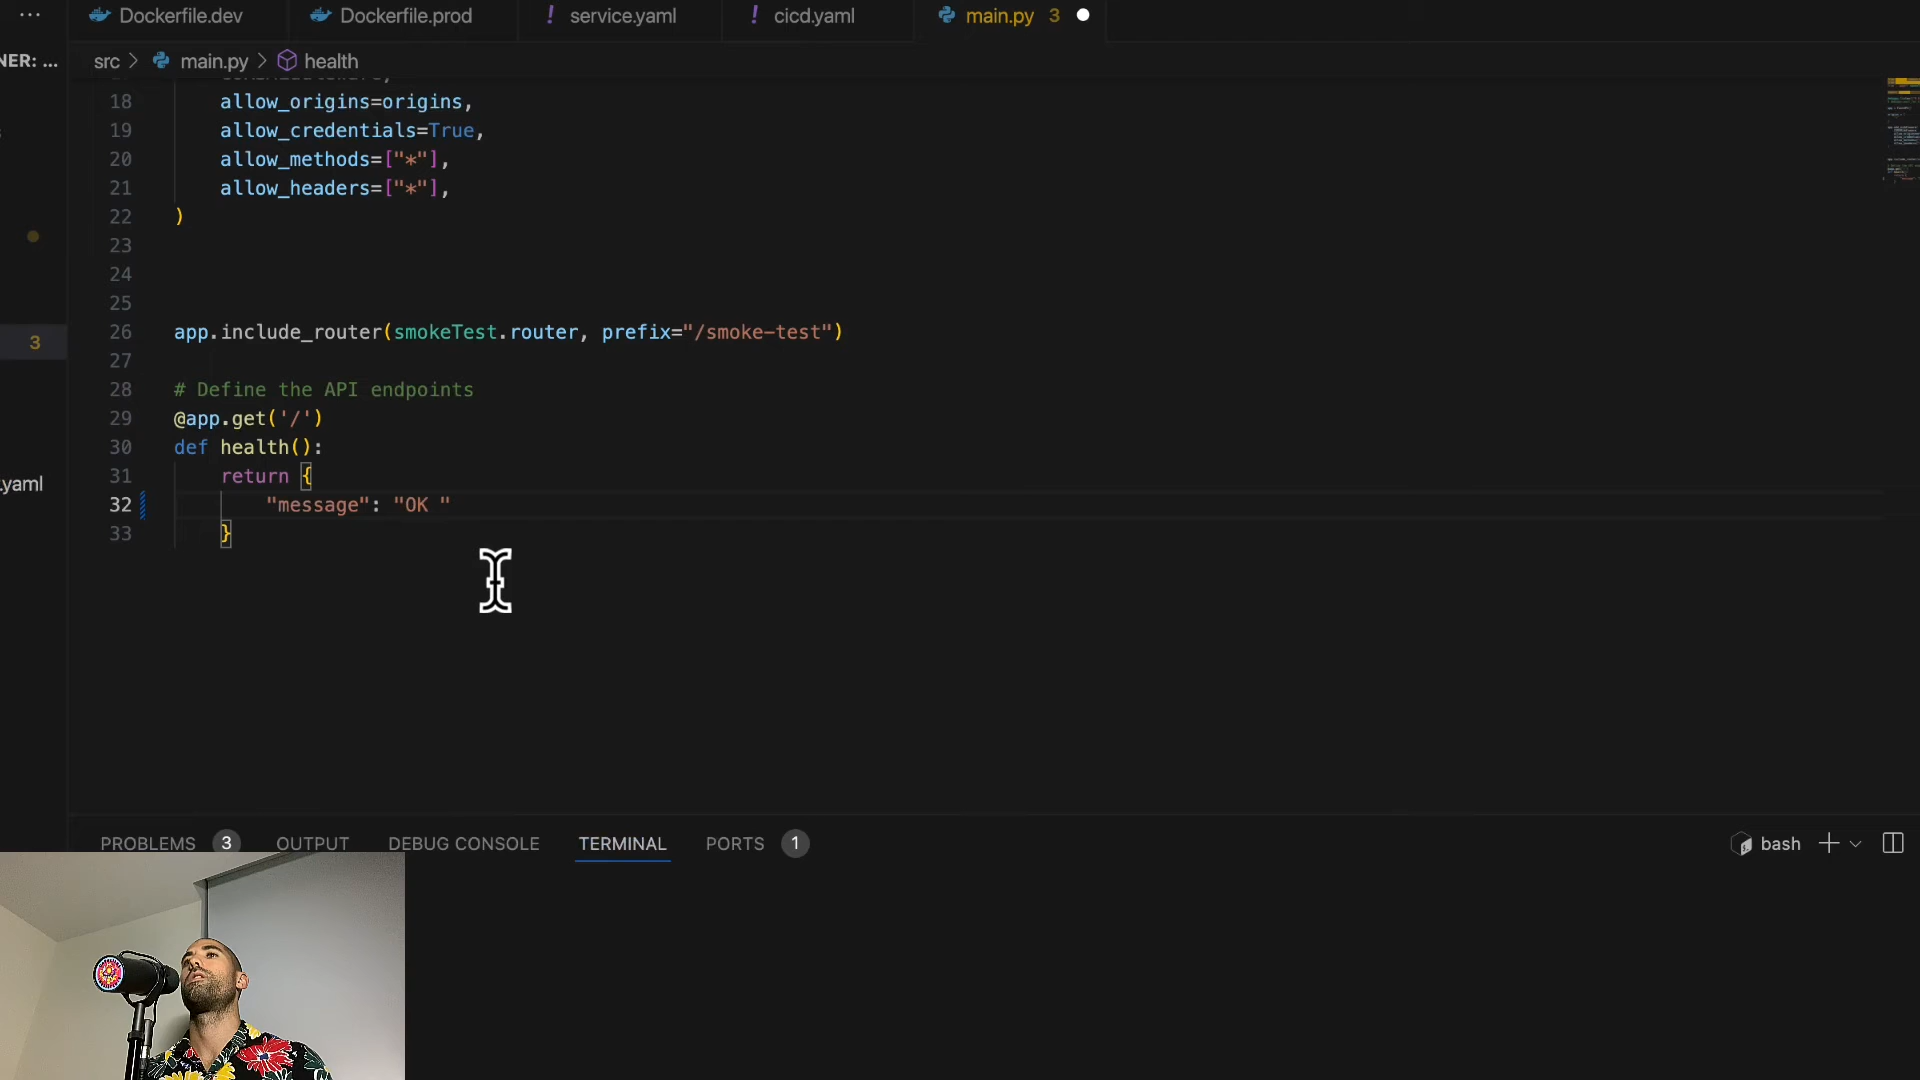 ... Dockerfile.dev Dockerfile.prod ! service.yaml ! cicd.yaml main.py 3
NER: ... src > main.py > health
18 allow_origins=origins,
19 allow_credentials=True,
20 allow_methods=["*"],
21 allow_headers=["*"],
22 )
23
24
25
26 app.include_router(smokeTest.router, prefix="/smoke-test")
3
27
28 # Define the API endpoints
29 @app.get('/')
30 def health():
31 return {
.yaml
32 "message": "OK "
33 }
PROBLEMS 3 OUTPUT DEBUG CONSOLE TERMINAL PORTS 1 bash